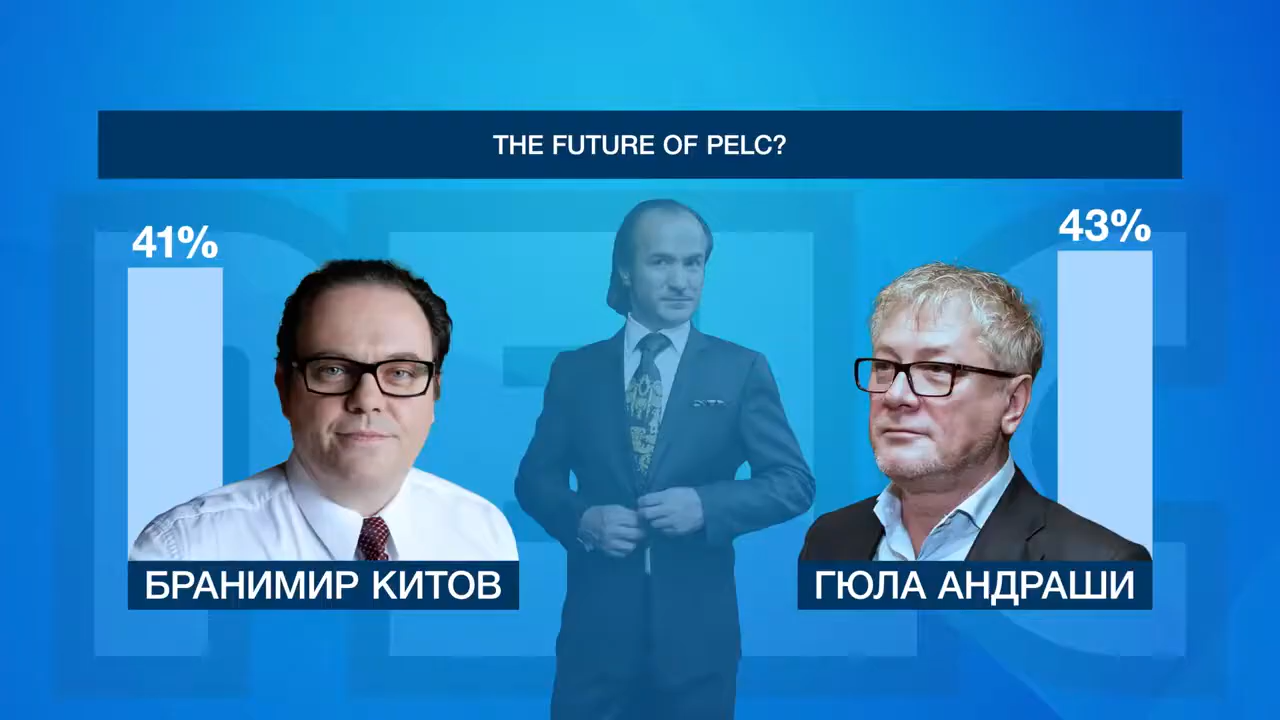 THE FUTURE OF PELC?
41%
43%
БРАНИМИР КИТОВ
ГЮЛА АНДРАШИ